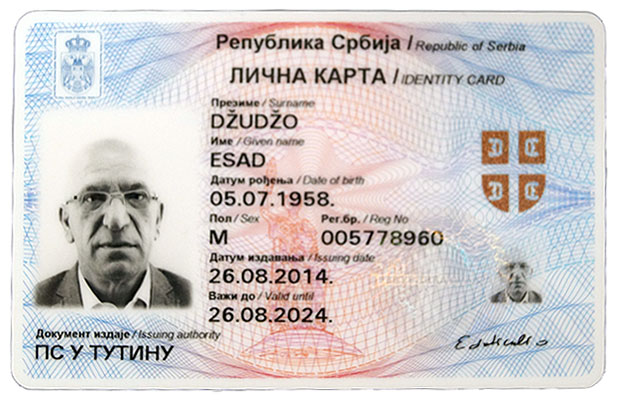 Република Србија / Republic of Serbia
ЛИЧНА КАРТА / IDENTITY CARD
Презиме / Surname
DŽUDŽO
Име / Given name
ESAD
Датум рођења / Date of birth
05.07.1958.
Пол / Sex
Рег.бр. / Reg No
M
005778960
Датум издавања / Issuing date
26.08.2014.
Важи до / Valid until
26.08.2024.
Документ издаје / Issuing authority
ПС У ТУТИНУ